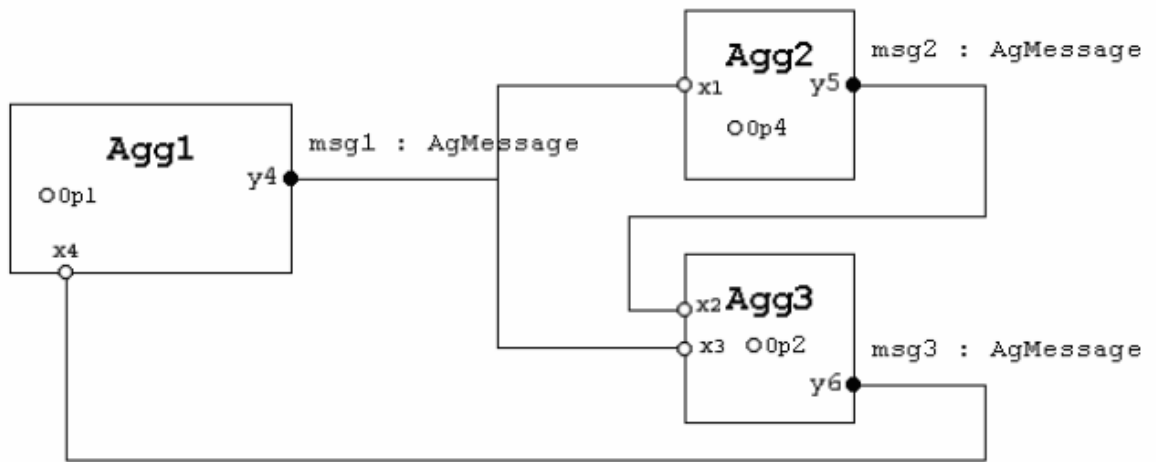 Agg1
Op1
x4
y4
msg1 : AgMessage
Agg2
x1
y5
Op4
msg2 : AgMessage
x2
Agg3
x3
Op2
y6
msg3 : AgMessage